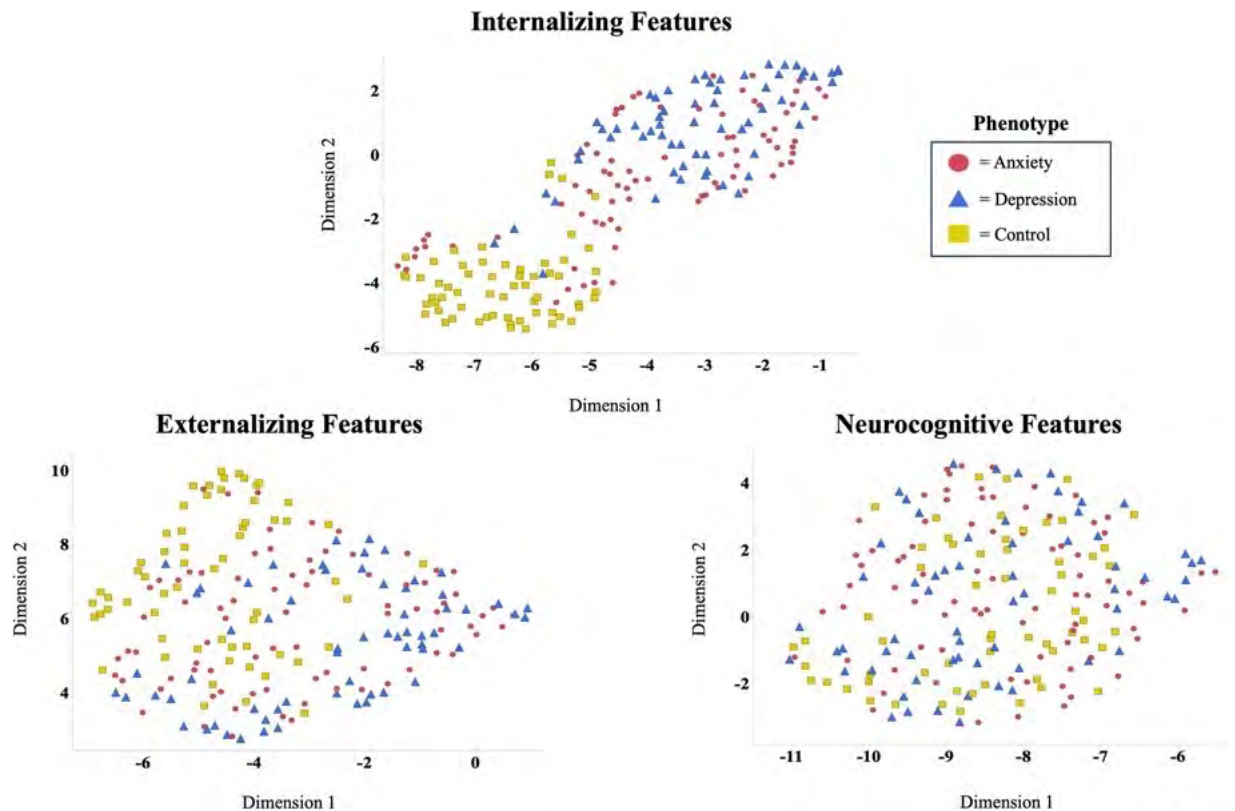 Internalizing Features
2
0
-2
-4
-6
Dimension 2
-8 -7 -6 -5 -4 -3 -2 -1
Dimension 1
Phenotype
= Anxiety
= Depression
= Control
Externalizing Features
10
8
6
4
Dimension 2
-6 -4 -2 0
Dimension 1
Neurocognitive Features
4
2
0
-2
Dimension 2
-11 -10 -9 -8 -7 -6
Dimension 1